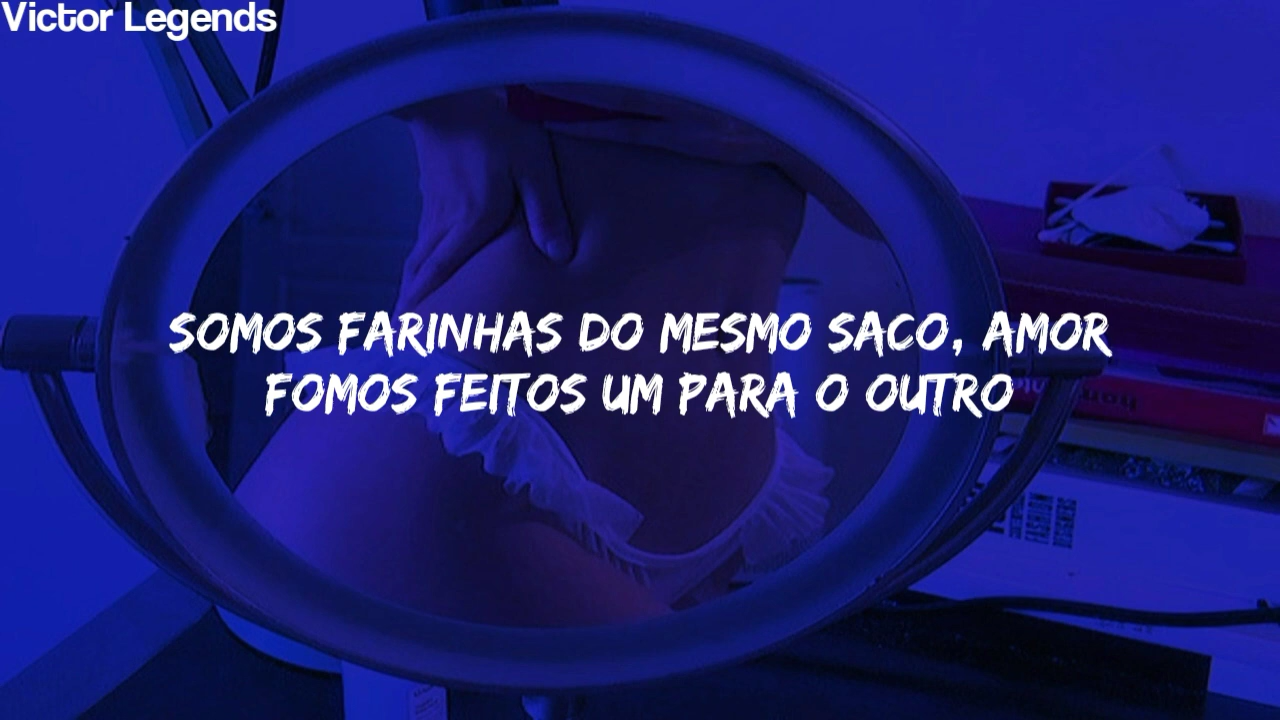 Victor Legends
SOMOS FARINHAS DO MESMO SACO, AMOR
FOMOS FEITOS UM PARA O OUTRO